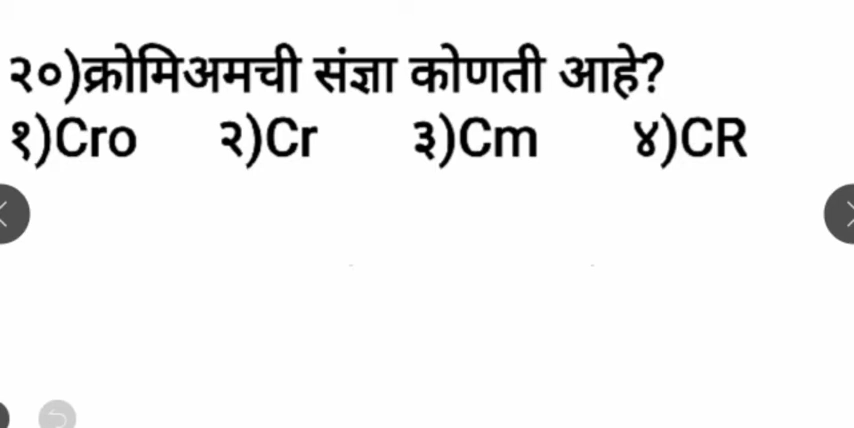 २०)क्रोमिअमची संज्ञा कोणती आहे?
१)Cro २)Cr ३)Cm ४)CR